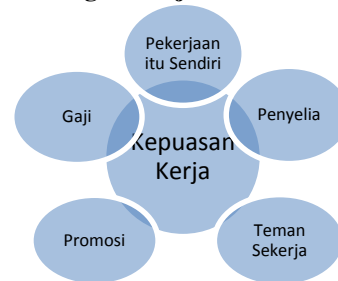 Pekerjaan
itu Sendiri
Gaji
Penyelia
Kepuasan
Kerja
Promosi
Teman
Sekerja